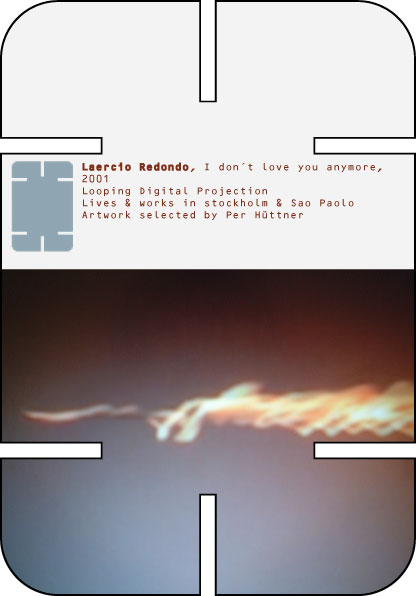 Laercio Redondo, I don´t love you anymore,
2001
Looping Digital Projection
Lives & works in stockholm & Sao Paolo
Artwork selected by Per Hüttner